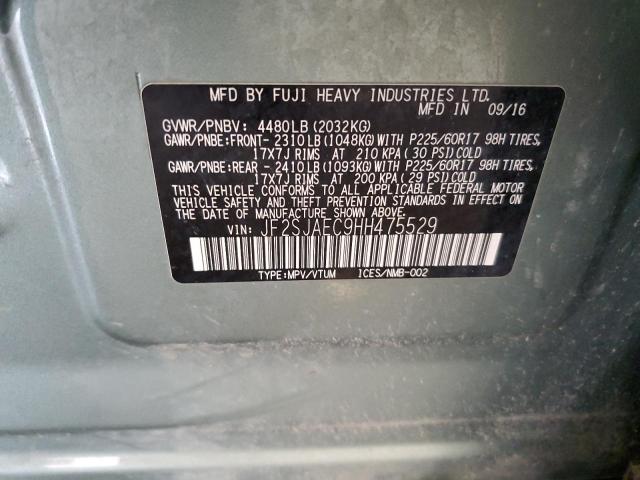 MFD BY FUJI HEAVY INDUSTRIES LTD.
MFD IN 09/16
GVWR/PNBV: 4480LB (2032KG)
GAWR/PNBE:FRONT- 2310LB (1048KG)WITH P225/60R17 98H TIRES,
17X7J RIMS AT 210 KPA (30 PSI)COLD
GAWR/PNBE:REAR - 2410LB (1093KG)WITH P225/60R17 98H TIRES,
17X7J RIMS AT 200 KPA (29 PSI)COLD
THIS VEHICLE CONFORMS TO ALL APPLICABLE FEDERAL MOTOR
VEHICLE SAFETY AND THEFT PREVENTION STANDARDS IN EFFECT ON
THE DATE OF MANUFACTURE SHOWN ABOVE.
VIN: JF2SJAEC9HH475529
TYPE:MPV/VTUM ICES/NMB-002